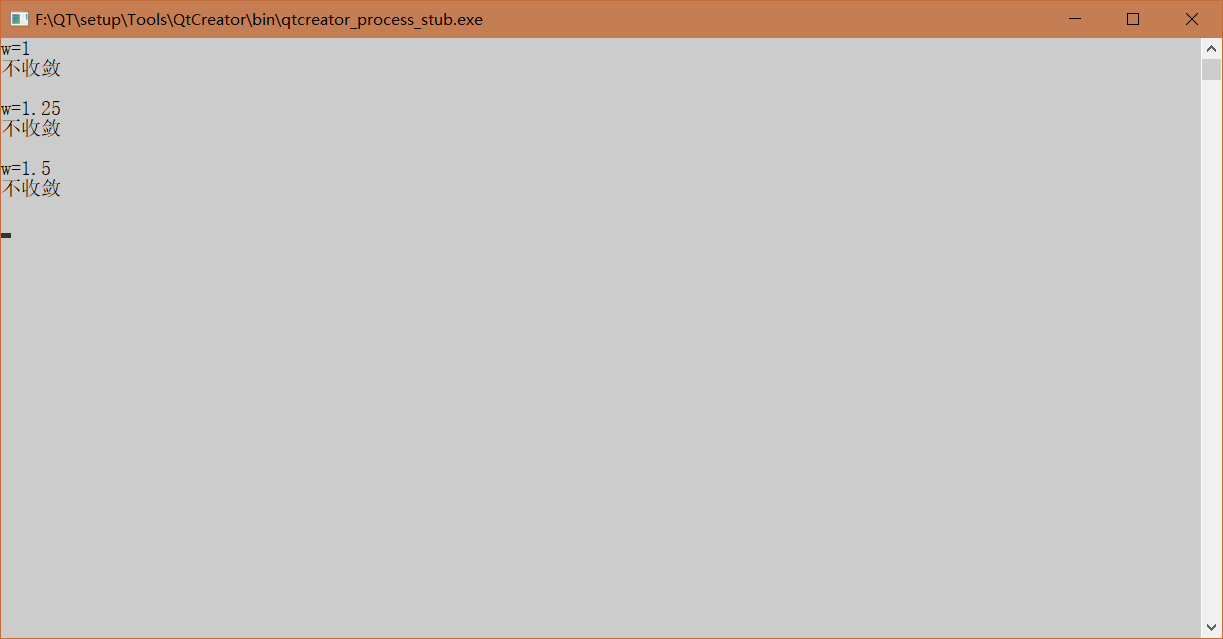 F:\QT\setup\Tools\QtCreator\bin\qtcreator_process_stub.exe
w=1
不收敛
w=1.25
不收敛
w=1.5
不收敛